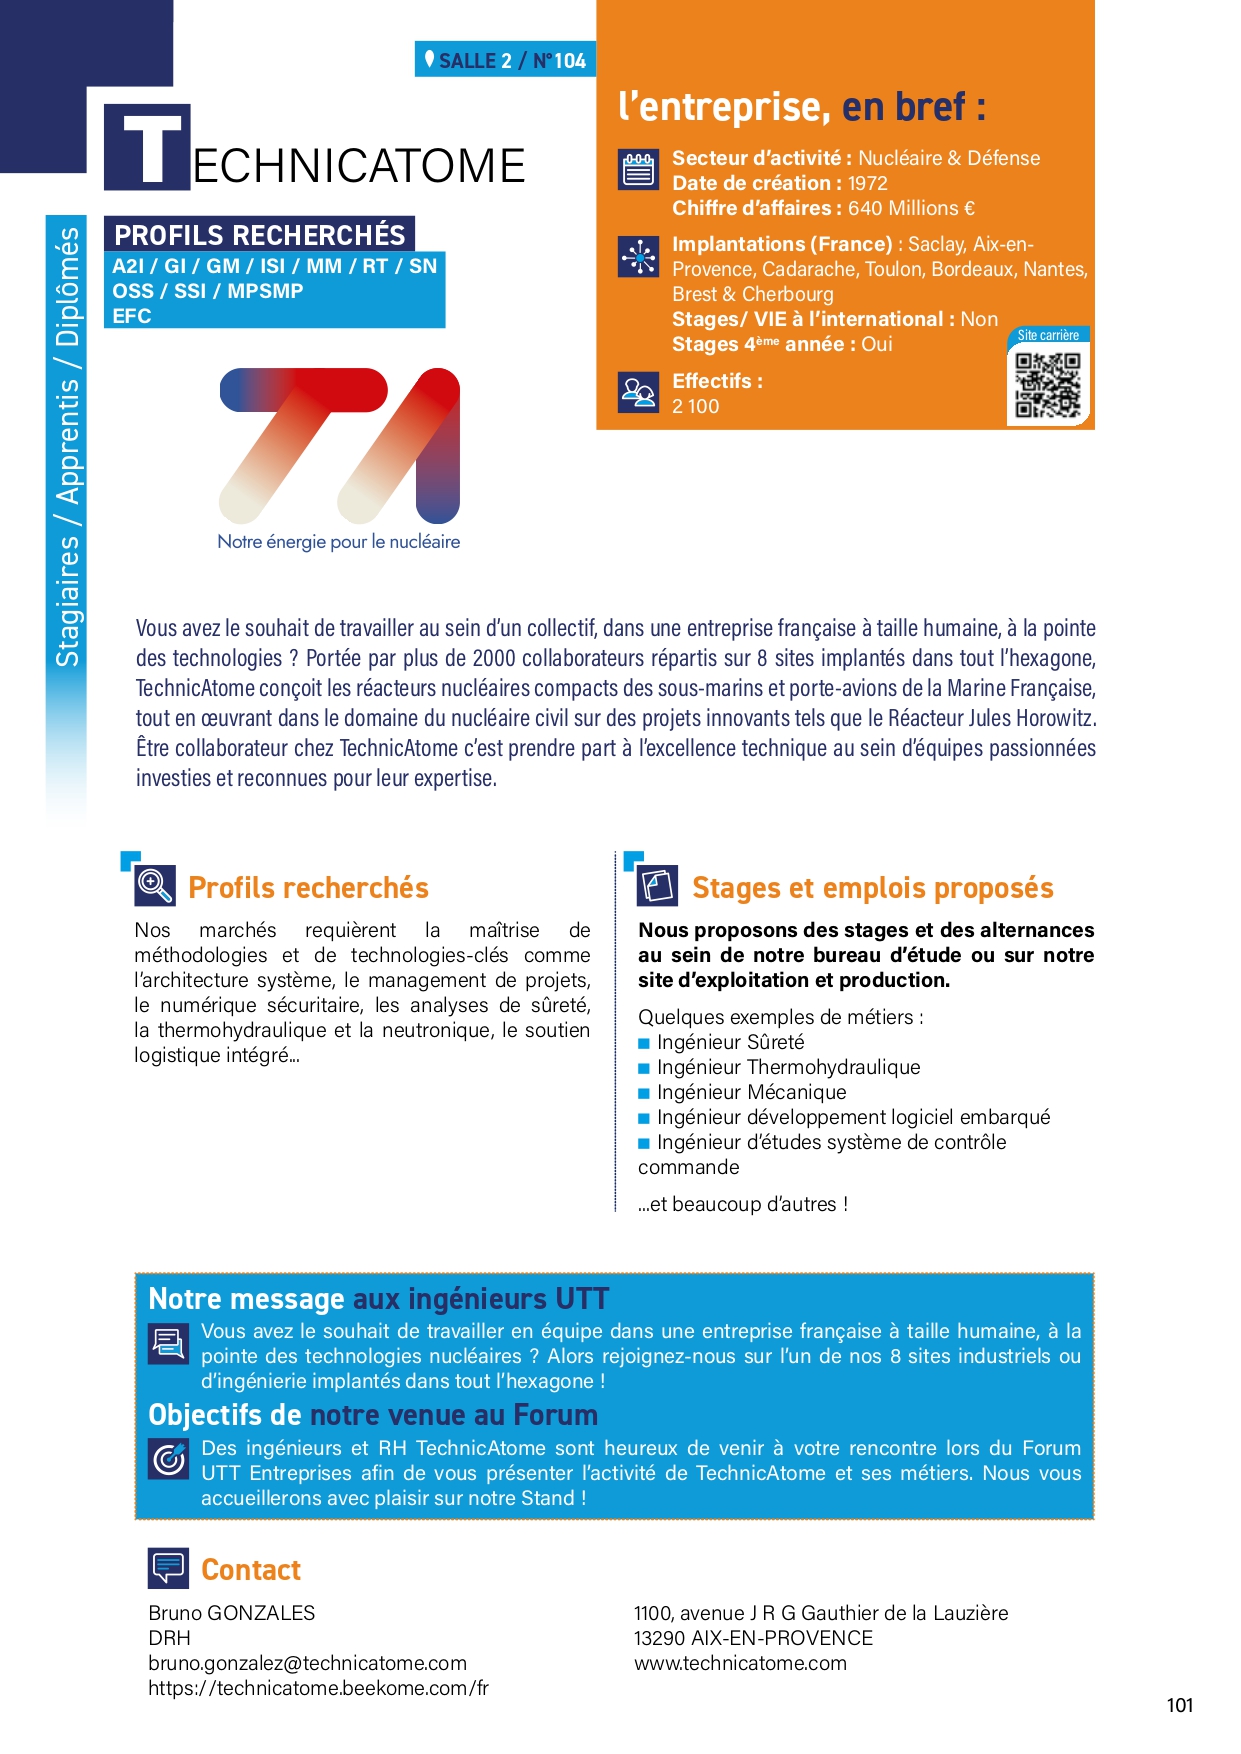 SALLE 2 / N°104
TECHNICATOME
PROFILS RECHERCHÉS
A2I / GI / GM / ISI / MM / RT / SN
OSS / SSI / MPSMP
EFC
Stagiaires / Apprentis / Diplômés
Notre énergie pour le nucléaire
l'entreprise, en bref :
Secteur d'activité : Nucléaire & Défense
Date de création : 1972
Chiffre d'affaires : 640 Millions €
Implantations (France) : Saclay, Aix-en-
Provence, Cadarache, Toulon, Bordeaux, Nantes,
Brest & Cherbourg
Stages/ VIE à l'international : Non
Stages 4ème année : Oui
Site carrière
Effectifs :
2 100
Vous avez le souhait de travailler au sein d'un collectif, dans une entreprise française à taille humaine, à la pointe
des technologies ? Portée par plus de 2000 collaborateurs répartis sur 8 sites implantés dans tout l'hexagone,
TechnicAtome conçoit les réacteurs nucléaires compacts des sous-marins et porte-avions de la Marine Française,
tout en œuvrant dans le domaine du nucléaire civil sur des projets innovants tels que le Réacteur Jules Horowitz.
Être collaborateur chez TechnicAtome c'est prendre part à l'excellence technique au sein d'équipes passionnées
investies et reconnues pour leur expertise.
Profils recherchés
Nos marchés requièrent la maîtrise de
méthodologies et de technologies-clés comme
l'architecture système, le management de projets,
le numérique sécuritaire, les analyses de sûreté,
la thermohydraulique et la neutronique, le soutien
logistique intégré...
Stages et emplois proposés
Nous proposons des stages et des alternances
au sein de notre bureau d'étude ou sur notre
site d'exploitation et production.
Quelques exemples de métiers :
Ingénieur Sûreté
Ingénieur Thermohydraulique
Ingénieur Mécanique
Ingénieur développement logiciel embarqué
Ingénieur d'études système de contrôle
commande
...et beaucoup d'autres !
Notre message aux ingénieurs UTT
Vous avez le souhait de travailler en équipe dans une entreprise française à taille humaine, à la
pointe des technologies nucléaires ? Alors rejoignez-nous sur l'un de nos 8 sites industriels ou
d'ingénierie implantés dans tout l'hexagone !
Objectifs de notre venue au Forum
Des ingénieurs et RH TechnicAtome sont heureux de venir à votre rencontre lors du Forum
UTT Entreprises afin de vous présenter l'activité de TechnicAtome et ses métiers. Nous vous
accueillerons avec plaisir sur notre Stand !
Contact
Bruno GONZALES
DRH
bruno.gonzalez@technicatome.com
https://technicatome.beekome.com/fr
1100, avenue J R G Gauthier de la Lauzière
13290 AIX-EN-PROVENCE
www.technicatome.com
101